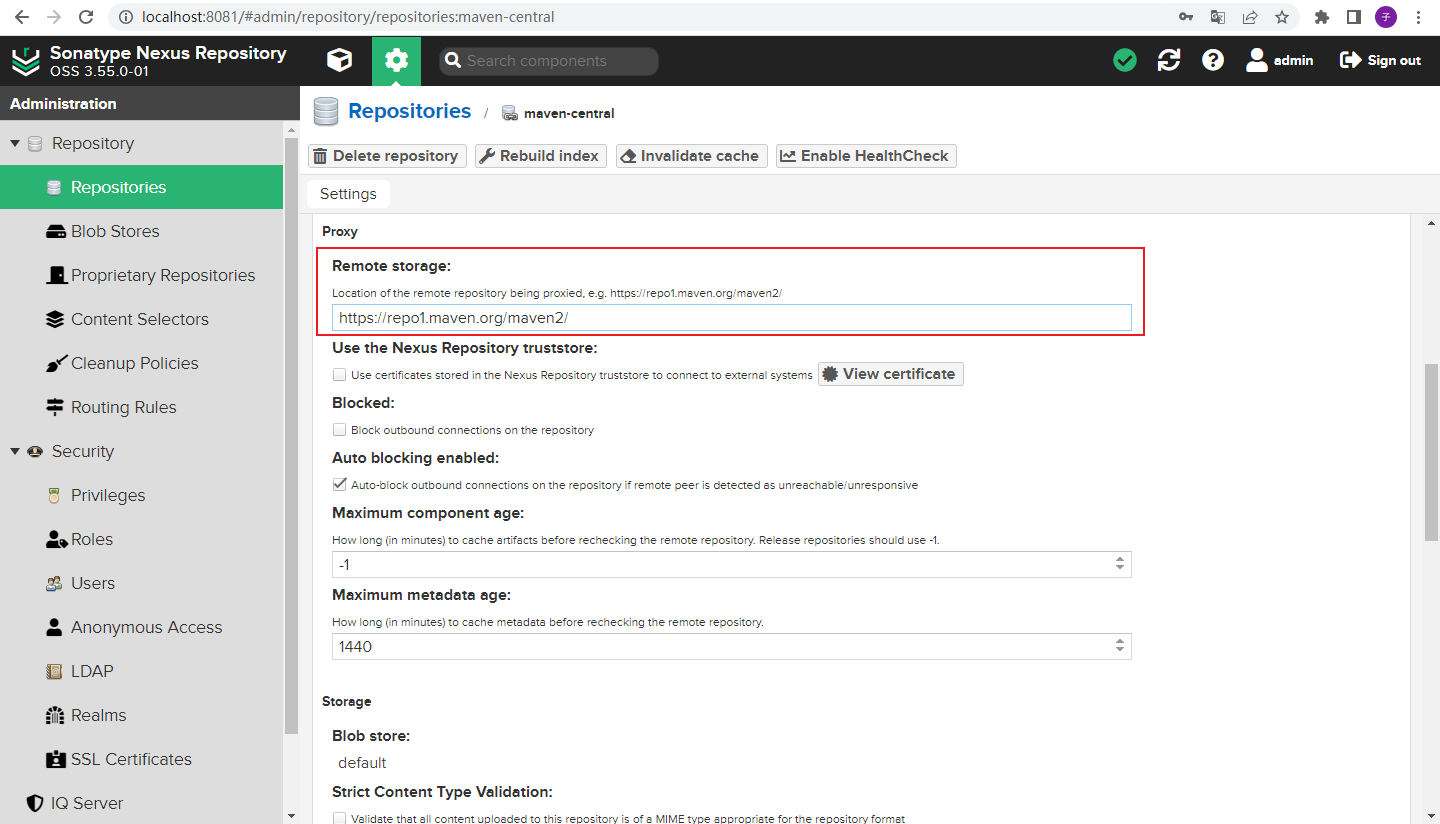 localhost:8081/#admin/repository/repositories:maven-central
子
Sonatype Nexus Repository
OSS 3.55.0-01
Search components
admin
Sign out
Administration
Repository
Repositories
Blob Stores
Proprietary Repositories
Content Selectors
Cleanup Policies
Routing Rules
Security
Privileges
Roles
Users
Anonymous Access
LDAP
Realms
SSL Certificates
IQ Server
Repositories / maven-central
Delete repository Rebuild index Invalidate cache Enable HealthCheck
Settings
Proxy
Remote storage:
Location of the remote repository being proxied, e.g. https://repo1.maven.org/maven2/
https://repo1.maven.org/maven2/
Use the Nexus Repository truststore:
Use certificates stored in the Nexus Repository truststore to connect to external systems View certificate
Blocked:
Block outbound connections on the repository
Auto blocking enabled:
Auto-block outbound connections on the repository if remote peer is detected as unreachable/unresponsive
Maximum component age:
How long (in minutes) to cache artifacts before rechecking the remote repository. Release repositories should use -1.
-1
Maximum metadata age:
How long (in minutes) to cache metadata before rechecking the remote repository.
1440
Storage
Blob store:
default
Strict Content Type Validation:
Validate that all content uploaded to this repository is of a MIME type appropriate for the repository format